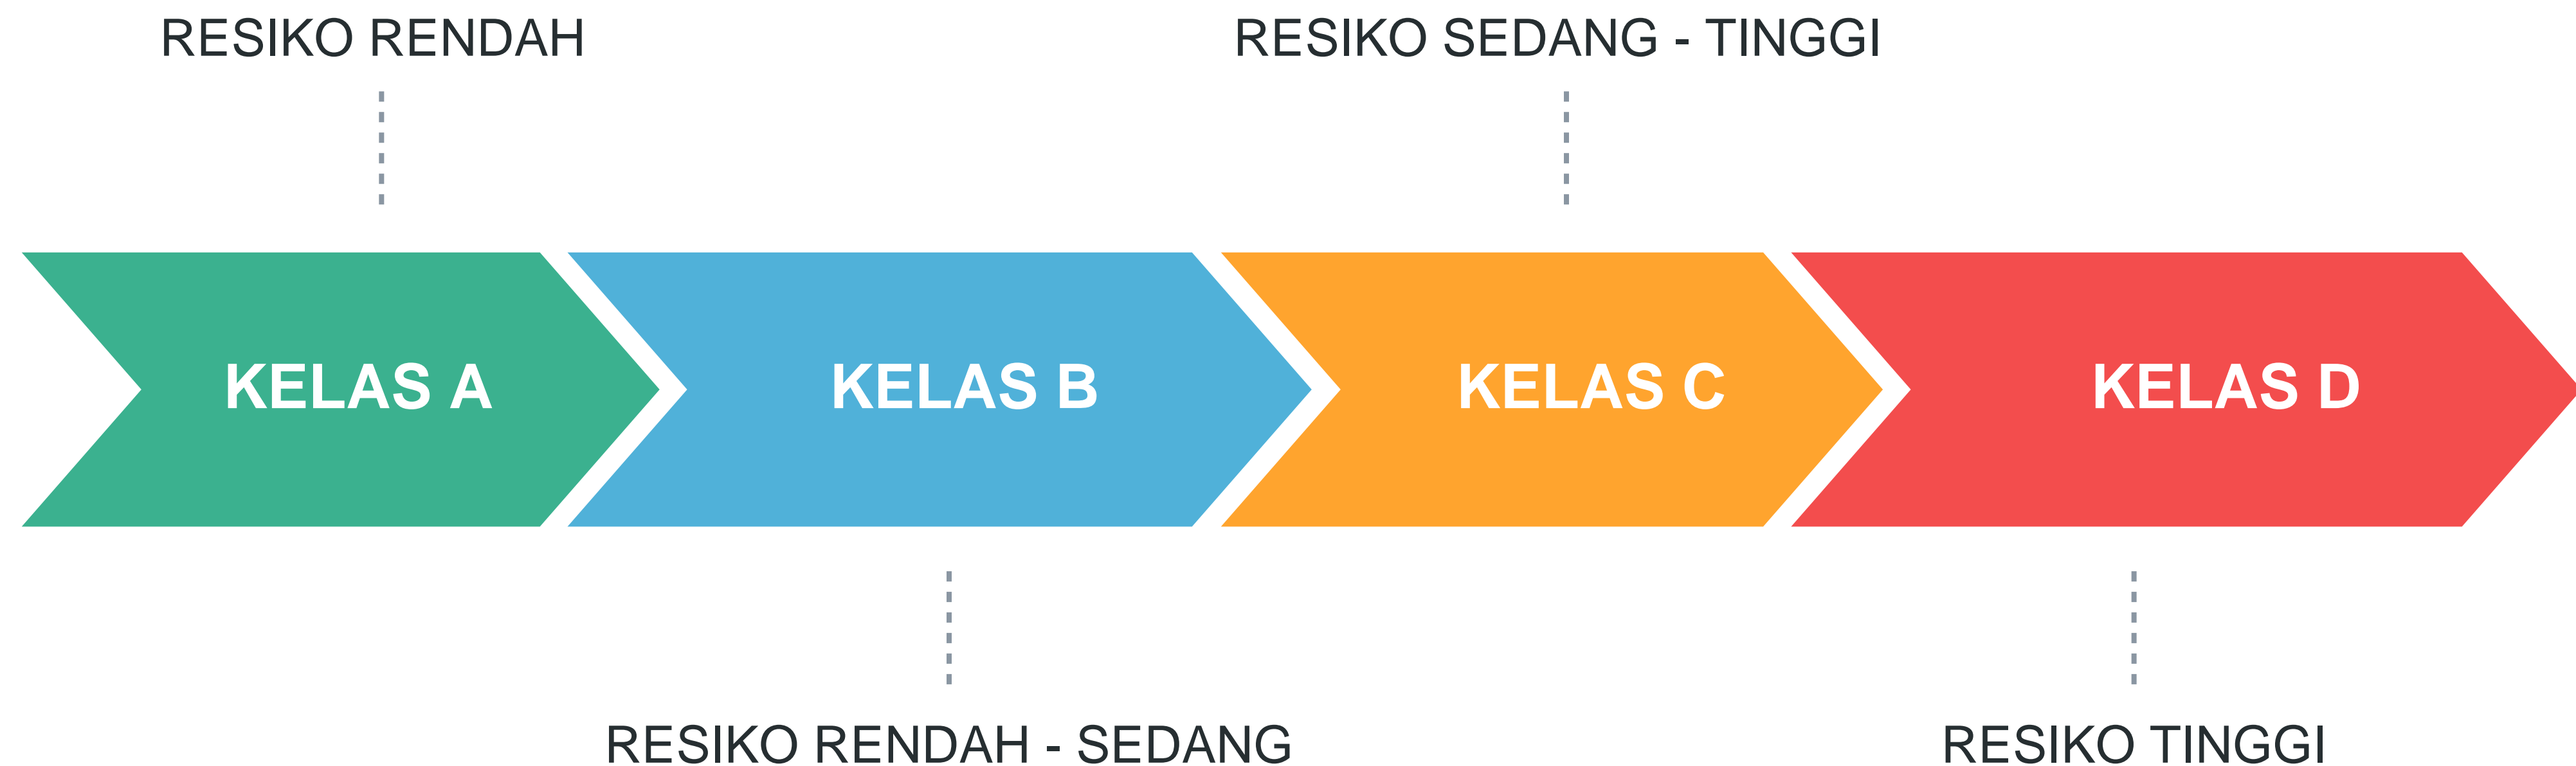 RESIKO RENDAH
RESIKO SEDANG - TINGGI
KELAS A
KELAS B
KELAS C
KELAS D
RESIKO RENDAH - SEDANG
RESIKO TINGGI